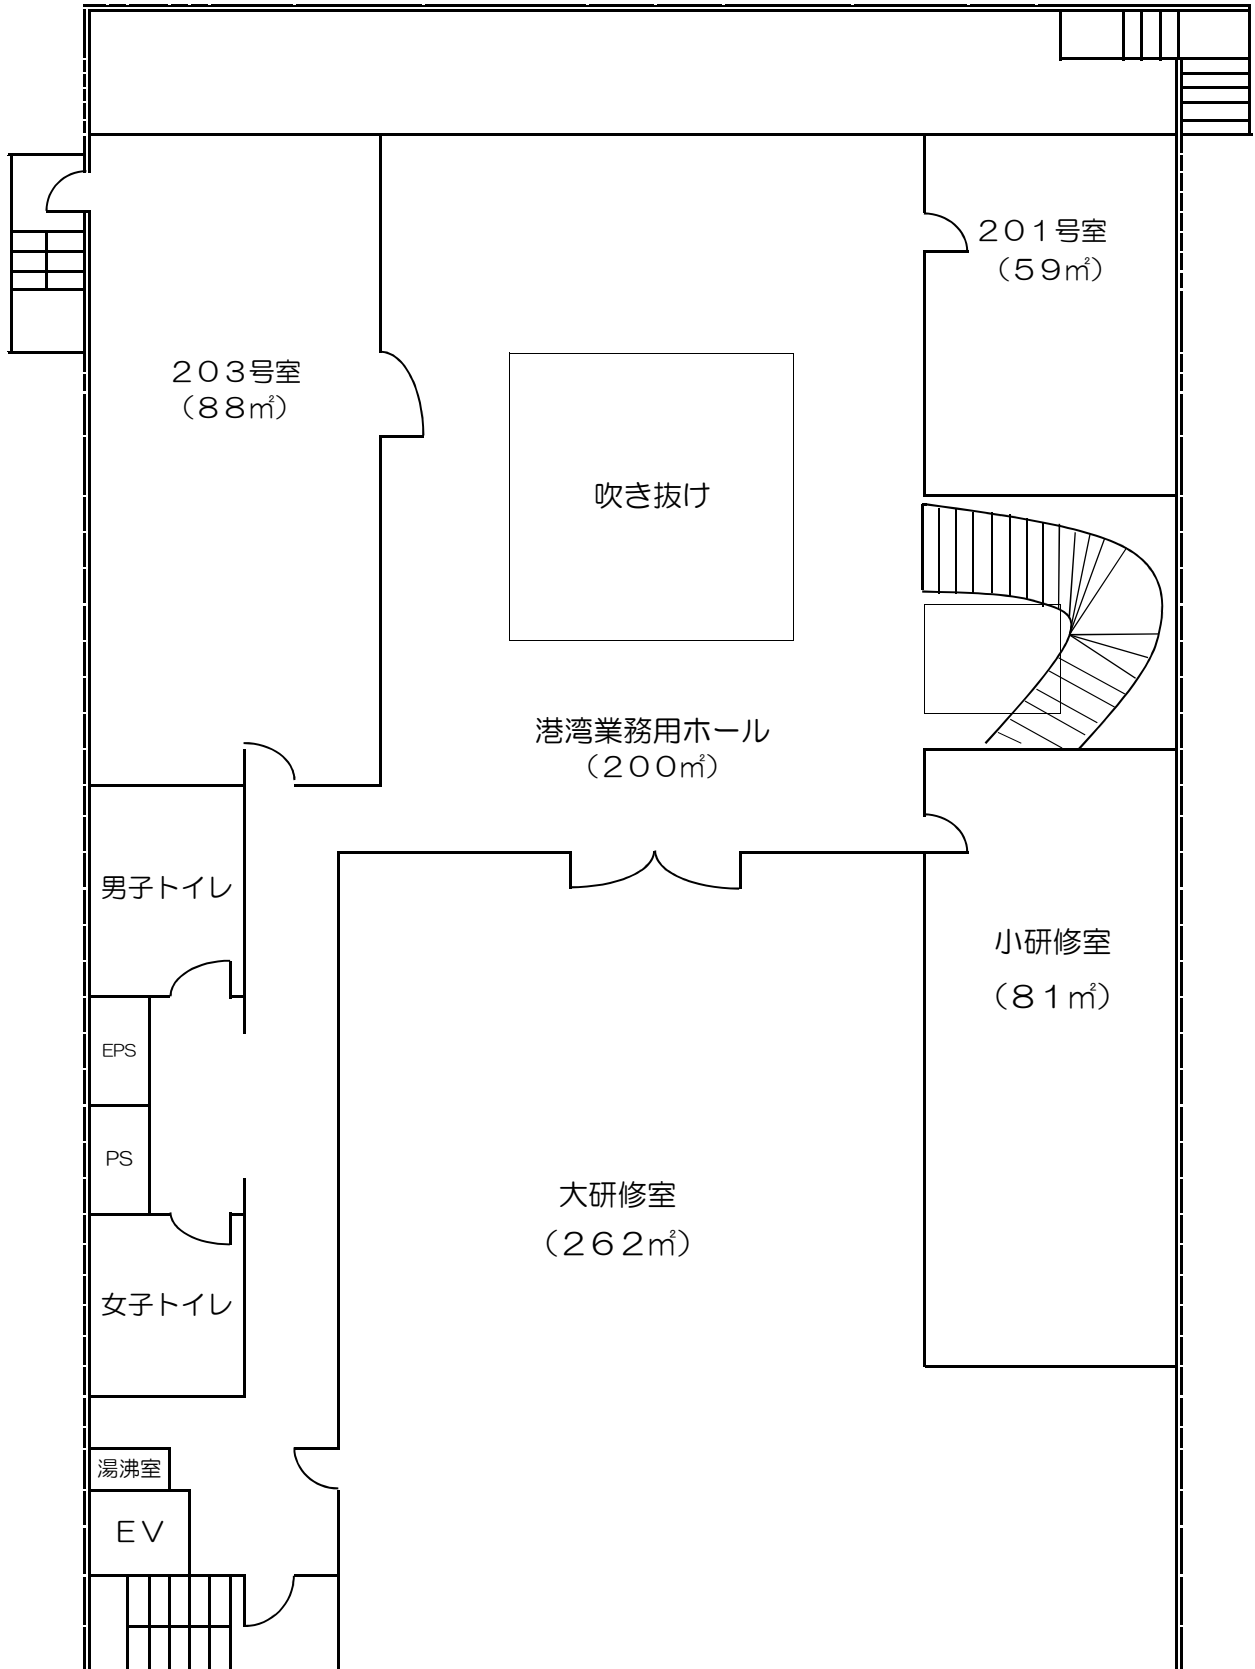 ２０１号室
（５９㎡）
２０３号室
（８８㎡）
吹き抜け
港湾業務用ホール
（２００㎡）
男子トイレ
小研修室
（８１㎡）
EPS
PS
大研修室
（２６２㎡）
女子トイレ
湯沸室
ＥＶ